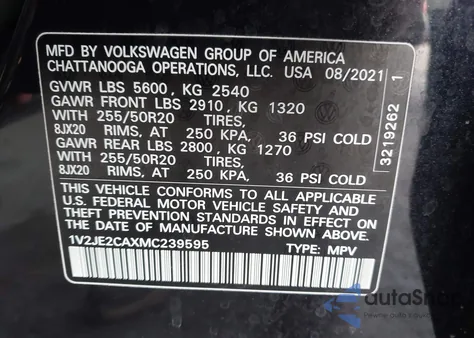 MFD BY VOLKSWAGEN GROUP OF AMERICA
CHATTANOOGA OPERATIONS, LLC. USA 08/2021
GVWR LBS 5600, KG 2540
GAWR FRONT LBS 2910, KG 1320
WITH 255/50R20 TIRES,
8JX20 RIMS, AT 250 KPA, 36 PSI COLD
GAWR REAR LBS 2800, KG 1270
WITH 255/50R20 TIRES,
8JX20 RIMS, AT 250 KPA, 36 PSI COLD
THIS VEHICLE CONFORMS TO ALL APPLICABLE
U.S. FEDERAL MOTOR VEHICLE SAFETY
STANDARDS IN EFFECT ON
THE DATE OF MANUFACTURE SHOWN ABOVE.
1V2JE2CAXMC239595 TYPE: MPV
3219262 1